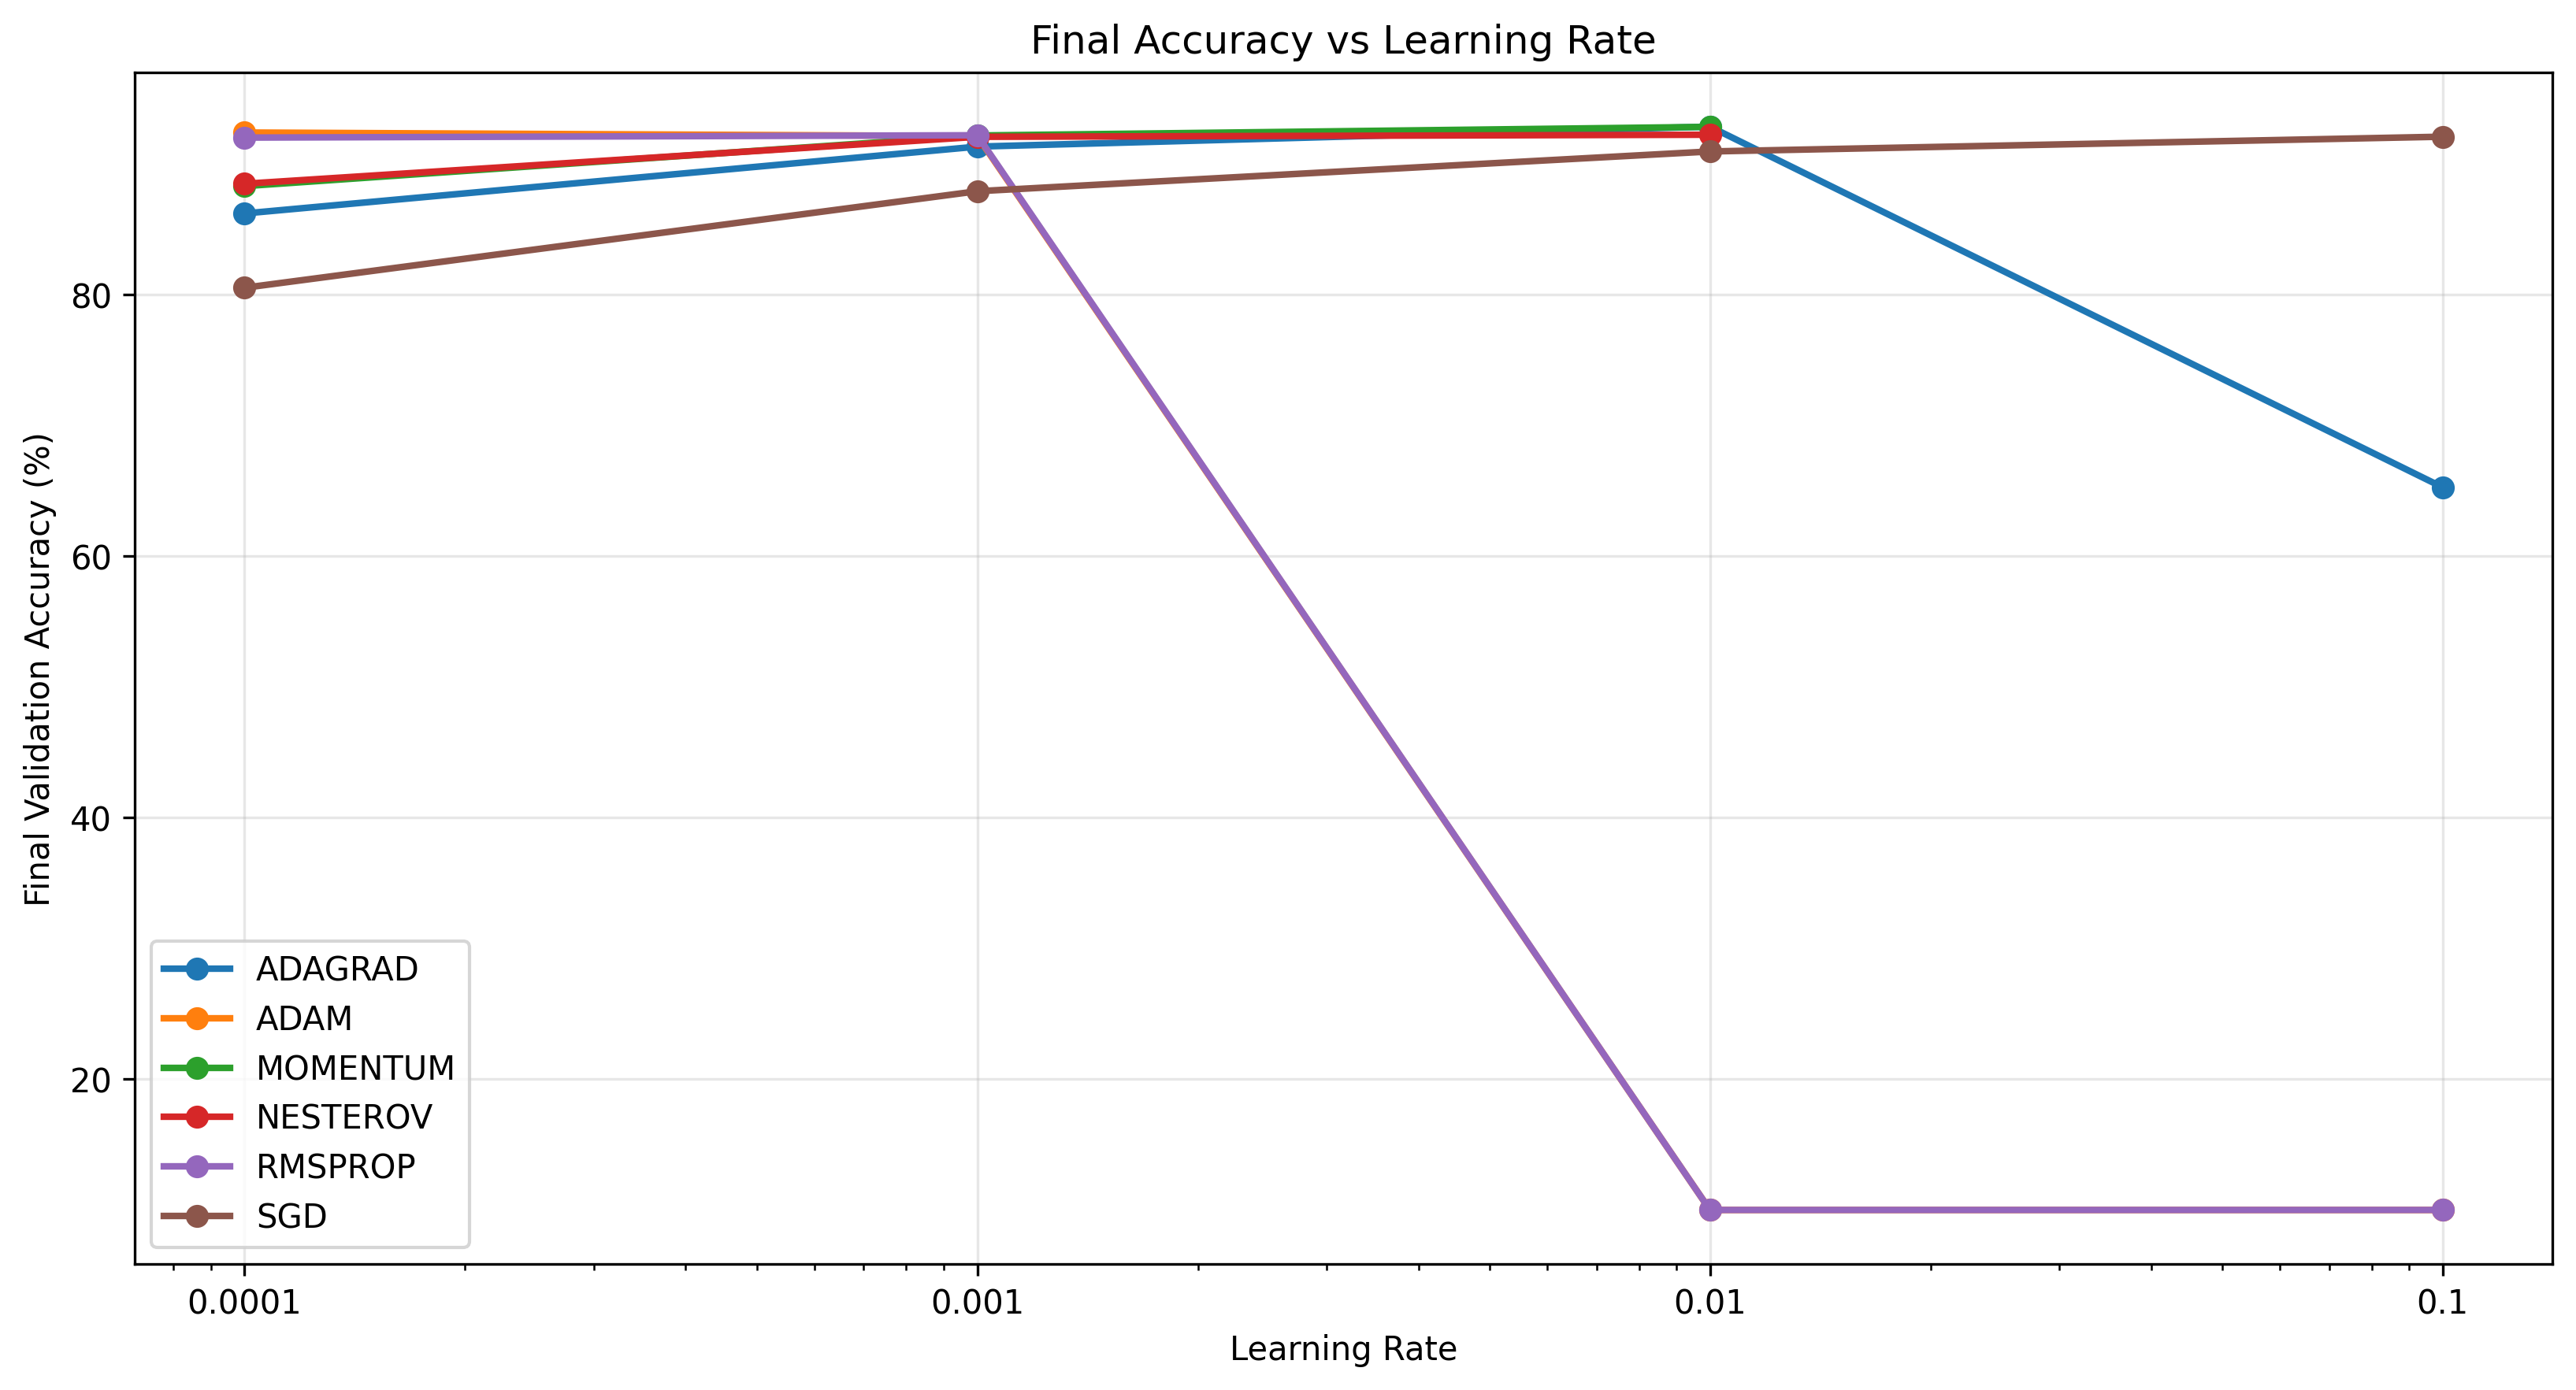 Final Accuracy vs Learning Rate
Final Validation Accuracy (%)
80
60
40
20
ADAGRAD
ADAM
MOMENTUM
NESTEROV
RMSPROP
SGD
0.0001 0.001 0.01 0.1
Learning Rate